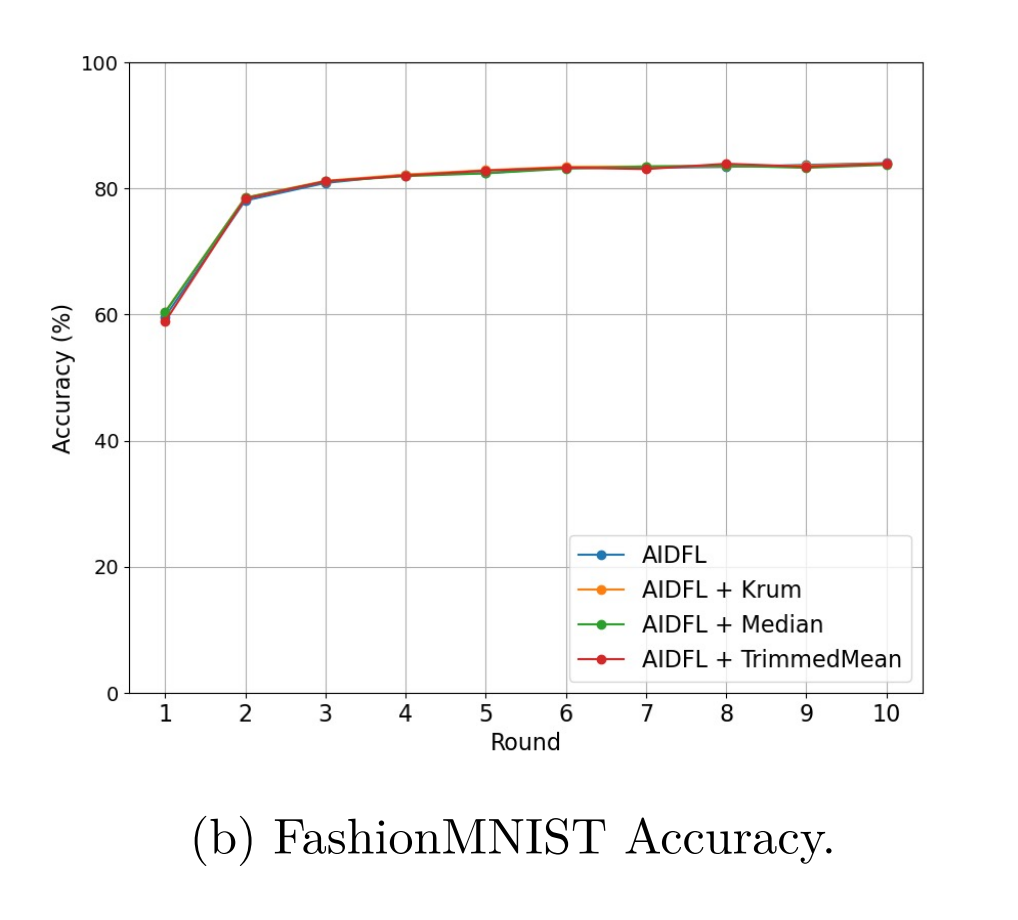 100
80
60
40
20
0
Accuracy (%)
AIDFL
AIDFL + Krum
AIDFL + Median
AIDFL + TrimmedMean
1 2 3 4 5 6 7 8 9 10
Round
(b) FashionMNIST Accuracy.